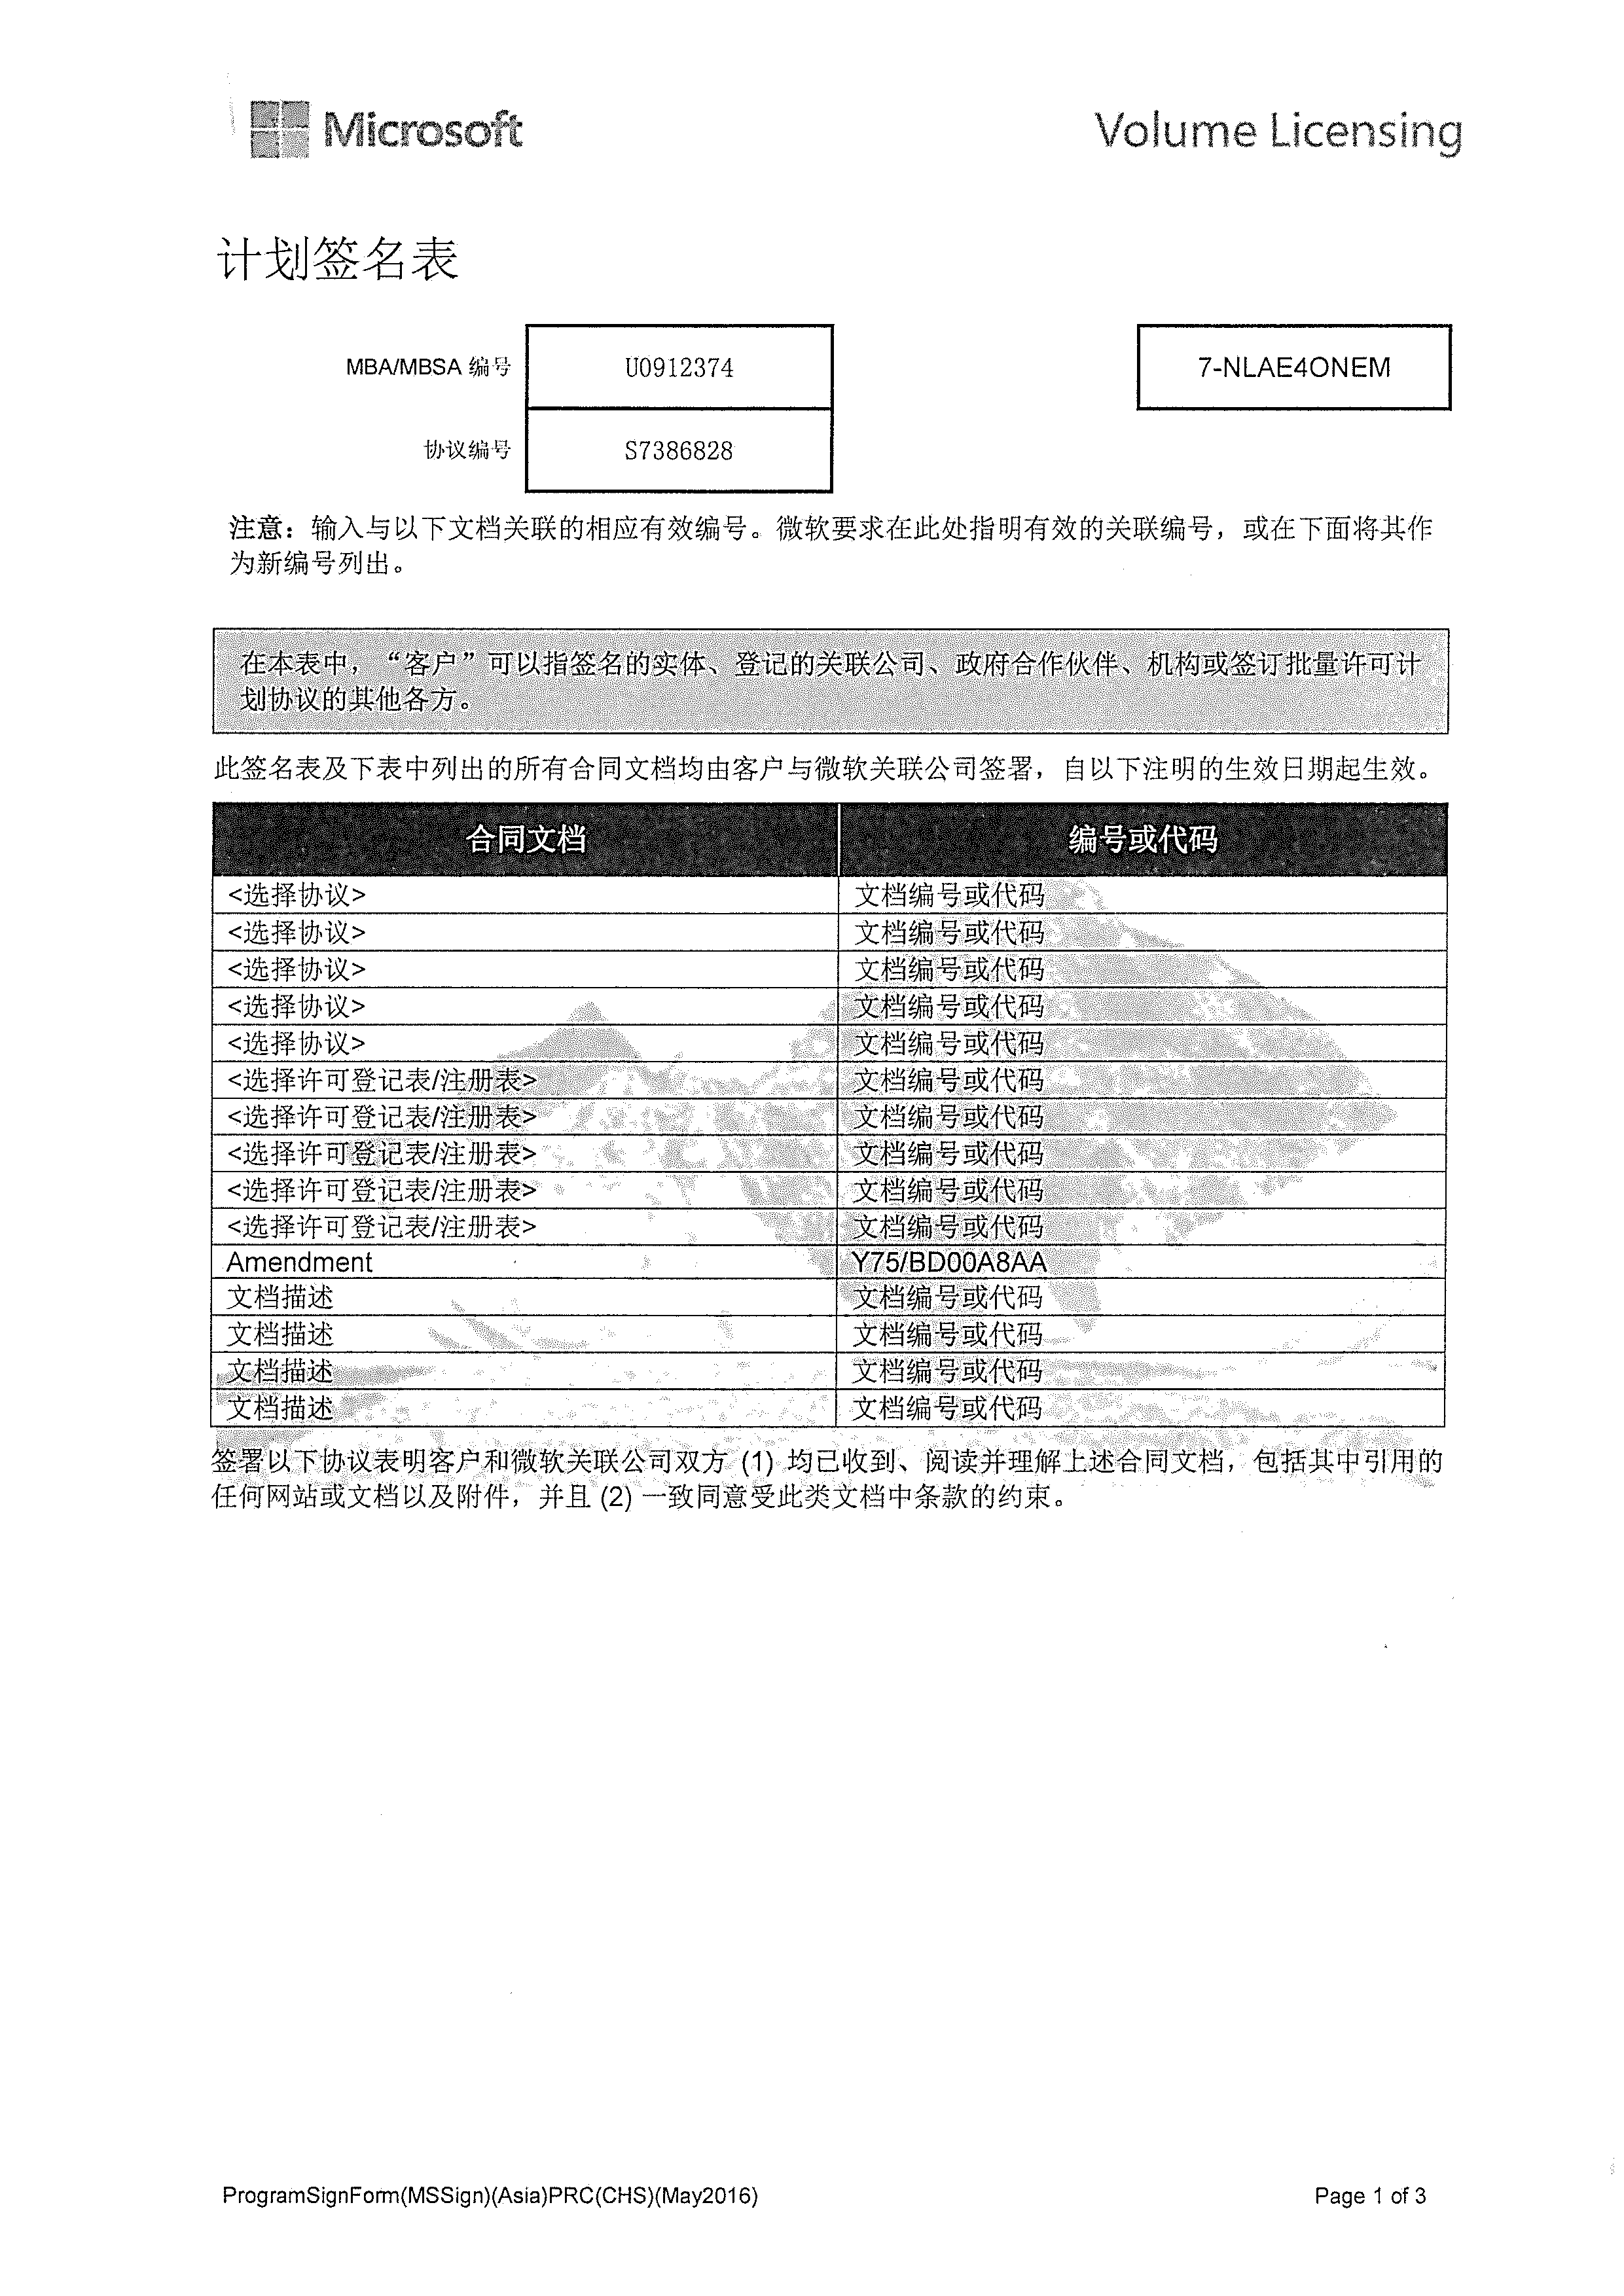 Microsoft
Volume Licensing
计划签名表
MBA/MBSA 编号
U0912374
7-NLAE4ONEM
协议编号
S7386828
注意：输入与以下文档关联的相应有效编号。微软要求在此处指明有效的关联编号，或在下面将其作
为新编号列出。
在本表中，“客户”可以指签名的实体、登记的关联公司、政府合作伙伴、机构或签订批量许可计
划协议的其他各方。
此签名表及下表中列出的所有合同文档均由客户与微软关联公司签署，自以下注明的生效日期起生效。
合同文档 编号或代码
<选择协议> 文档编号或代码
<选择协议> 文档编号或代码
<选择协议> 文档编号或代码
<选择协议> 文档编号或代码
<选择协议> 文档编号或代码
<选择许可登记表/注册表> 文档编号或代码
<选择许可登记表/注册表> 文档编号或代码
<选择许可登记表/注册表> 文档编号或代码
<选择许可登记表/注册表> 文档编号或代码
<选择许可登记表/注册表> 文档编号或代码
Amendment Y75/BD00A8AA
文档描述 文档编号或代码
文档描述 文档编号或代码
文档描述 文档编号或代码
文档描述 文档编号或代码
签署以下协议表明客户和微软关联公司双方 (1) 均已收到、阅读并理解上述合同文档，包括其中引用的
任何网站或文档以及附件，并且 (2) 一致同意受此类文档中条款的约束。
ProgramSignForm(MSSign)(Asia)PRC(CHS)(May2016)
Page 1 of 3